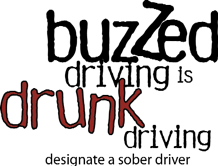 buzZed
driving is
drunk
driving
designate a sober driver